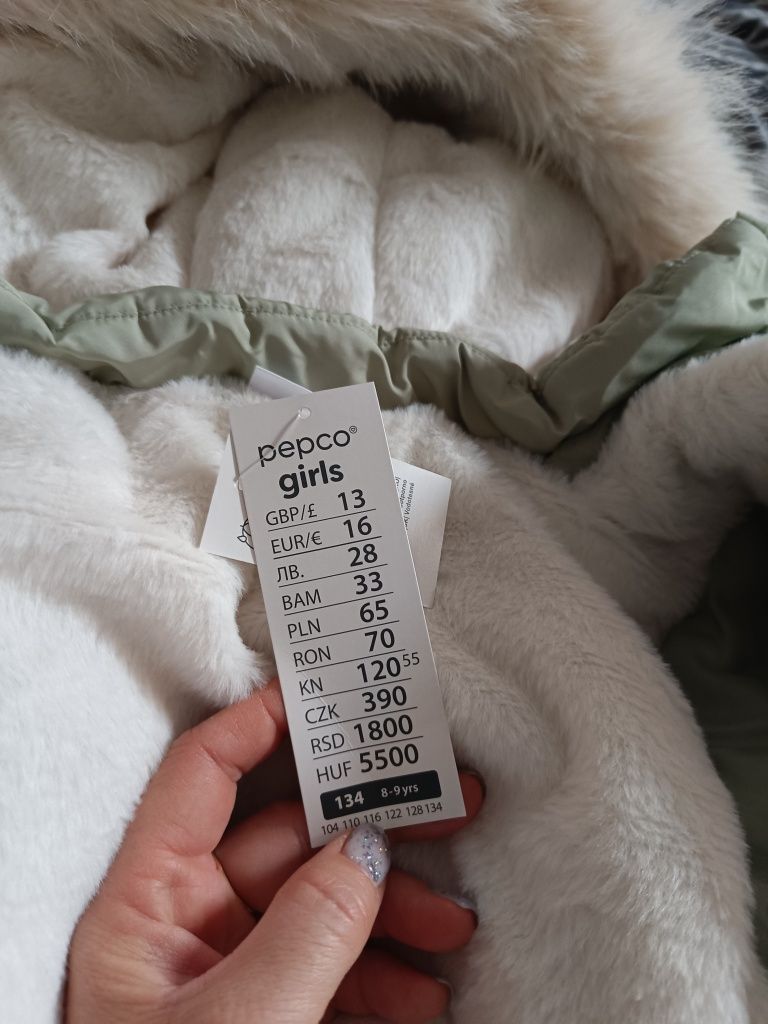 pepco®
girls
GBP/£ 13
EUR/€ 16
ЛВ. 28
BAM 33
PLN 65
RON 70
KN 120 55
CZK 390
RSD 1800
HUF 5500
134 8-9 yrs
104 110 116 122 128 134